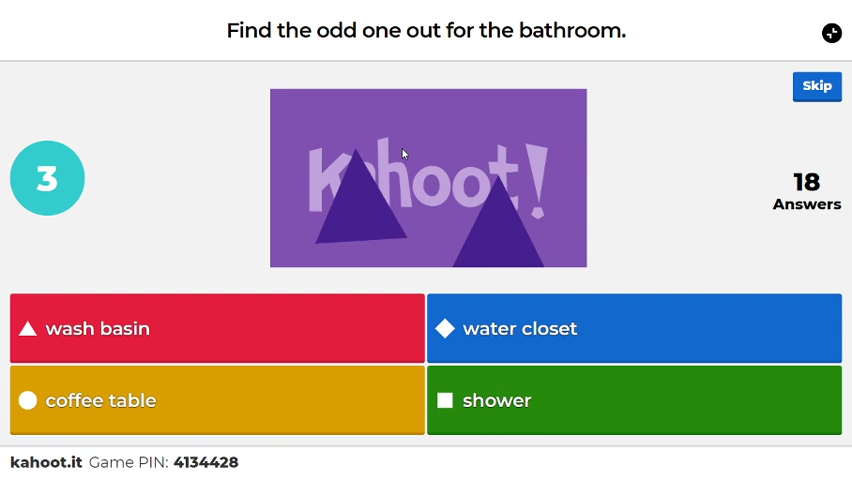 Find the odd one out for the bathroom.
Skip
3
Kahoot!
18
Answers
wash basin
water closet
coffee table
shower
kahoot.it Game PIN: 4134428